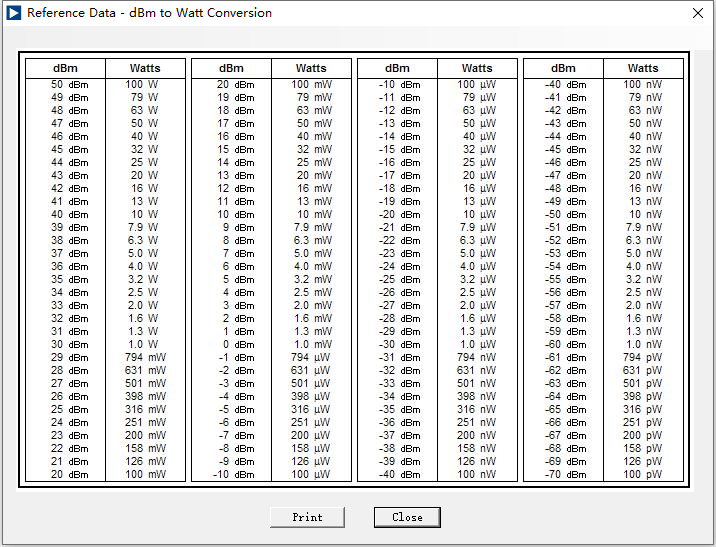 Reference Data - dBm to Watt Conversion
dBm Watts dBm Watts dBm Watts dBm Watts
50 dBm 100 W 20 dBm 100 mW -10 dBm 100 µW -40 dBm 100 nW
49 dBm 79 W 19 dBm 79 mW -11 dBm 79 µW -41 dBm 79 nW
48 dBm 63 W 18 dBm 63 mW -12 dBm 63 µW -42 dBm 63 nW
47 dBm 50 W 17 dBm 50 mW -13 dBm 50 µW -43 dBm 50 nW
46 dBm 40 W 16 dBm 40 mW -14 dBm 40 µW -44 dBm 40 nW
45 dBm 32 W 15 dBm 32 mW -15 dBm 32 µW -45 dBm 32 nW
44 dBm 25 W 14 dBm 25 mW -16 dBm 25 µW -46 dBm 25 nW
43 dBm 20 W 13 dBm 20 mW -17 dBm 20 µW -47 dBm 20 nW
42 dBm 16 W 12 dBm 16 mW -18 dBm 16 µW -48 dBm 16 nW
41 dBm 13 W 11 dBm 13 mW -19 dBm 13 µW -49 dBm 13 nW
40 dBm 10 W 10 dBm 10 mW -20 dBm 10 µW -50 dBm 10 nW
39 dBm 7.9 W 9 dBm 7.9 mW -21 dBm 7.9 µW -51 dBm 7.9 nW
38 dBm 6.3 W 8 dBm 6.3 mW -22 dBm 6.3 µW -52 dBm 6.3 nW
37 dBm 5.0 W 7 dBm 5.0 mW -23 dBm 5.0 µW -53 dBm 5.0 nW
36 dBm 4.0 W 6 dBm 4.0 mW -24 dBm 4.0 µW -54 dBm 4.0 nW
35 dBm 3.2 W 5 dBm 3.2 mW -25 dBm 3.2 µW -55 dBm 3.2 nW
34 dBm 2.5 W 4 dBm 2.5 mW -26 dBm 2.5 µW -56 dBm 2.5 nW
33 dBm 2.0 W 3 dBm 2.0 mW -27 dBm 2.0 µW -57 dBm 2.0 nW
32 dBm 1.6 W 2 dBm 1.6 mW -28 dBm 1.6 µW -58 dBm 1.6 nW
31 dBm 1.3 W 1 dBm 1.3 mW -29 dBm 1.3 µW -59 dBm 1.3 nW
30 dBm 1.0 W 0 dBm 1.0 mW -30 dBm 1.0 µW -60 dBm 1.0 nW
29 dBm 794 mW -1 dBm 794 µW -31 dBm 794 nW -61 dBm 794 pW
28 dBm 631 mW -2 dBm 631 µW -32 dBm 631 nW -62 dBm 631 pW
27 dBm 501 mW -3 dBm 501 µW -33 dBm 501 nW -63 dBm 501 pW
26 dBm 398 mW -4 dBm 398 µW -34 dBm 398 nW -64 dBm 398 pW
25 dBm 316 mW -5 dBm 316 µW -35 dBm 316 nW -65 dBm 316 pW
24 dBm 251 mW -6 dBm 251 µW -36 dBm 251 nW -66 dBm 251 pW
23 dBm 200 mW -7 dBm 200 µW -37 dBm 200 nW -67 dBm 200 pW
22 dBm 158 mW -8 dBm 158 µW -38 dBm 158 nW -68 dBm 158 pW
21 dBm 126 mW -9 dBm 126 µW -39 dBm 126 nW -69 dBm 126 pW
20 dBm 100 mW -10 dBm 100 µW -40 dBm 100 nW -70 dBm 100 pW
Print Close